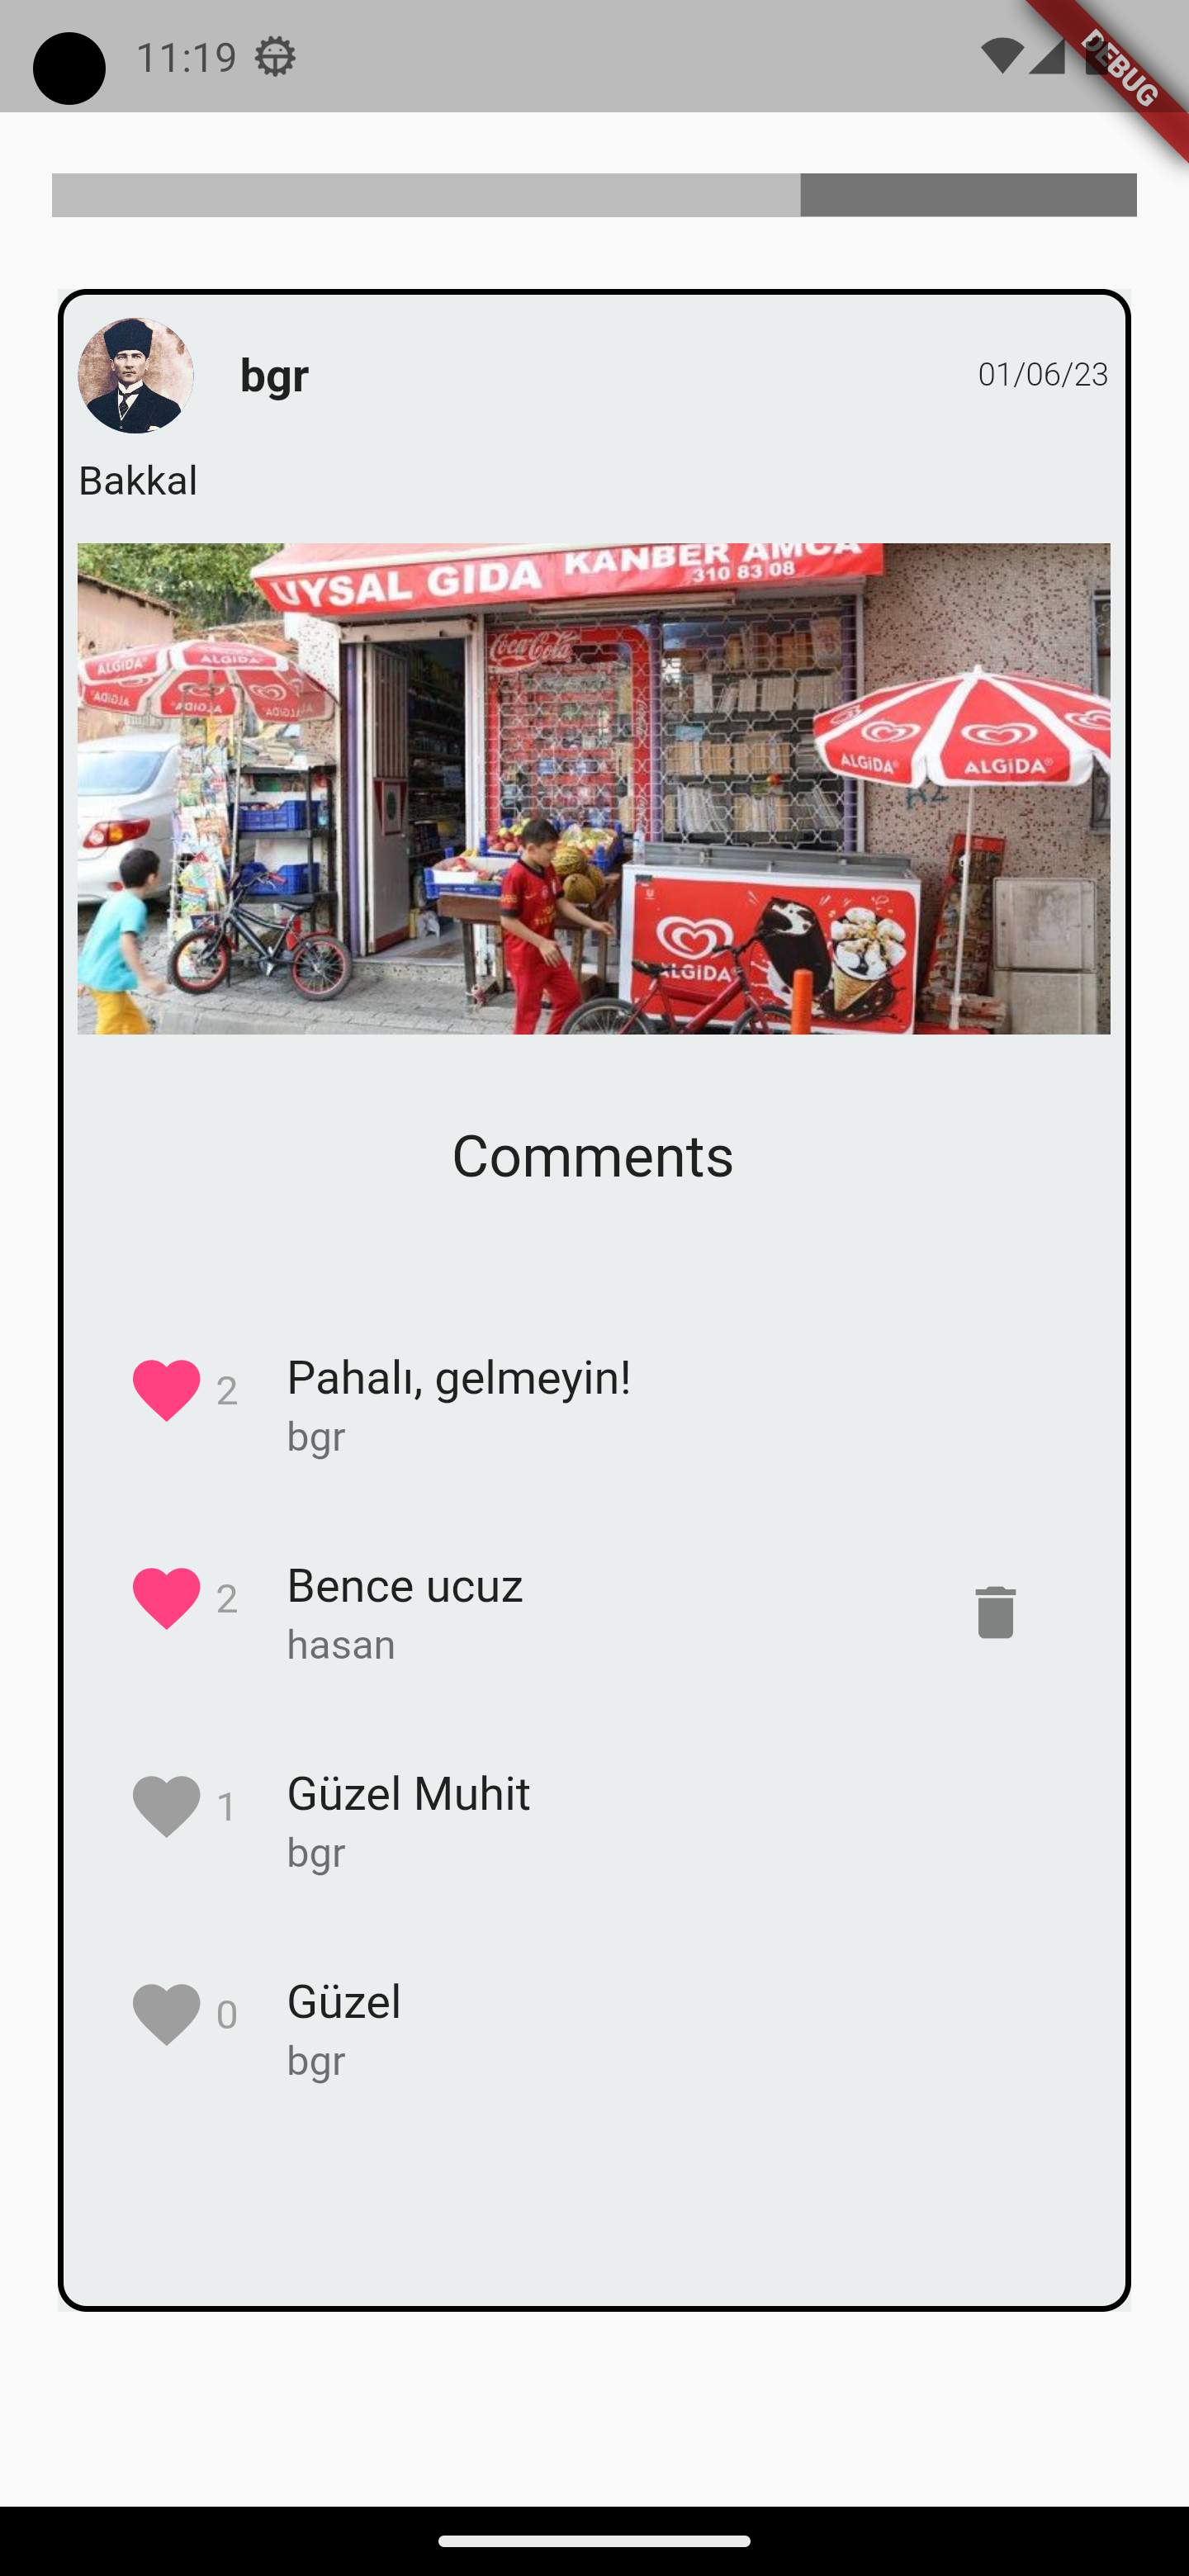 11:19
DEBUG
bgr
01/06/23
Bakkal
UYSAL GIDA KANBER AMCA
310 83 08
Coca-Cola
ALGIDA ALGIDA
ALGIDA ALGIDA
ALGIDA
Comments
2 Pahalı, gelmeyin!
bgr
2 Bence ucuz
hasan
1 Güzel Muhit
bgr
0 Güzel
bgr